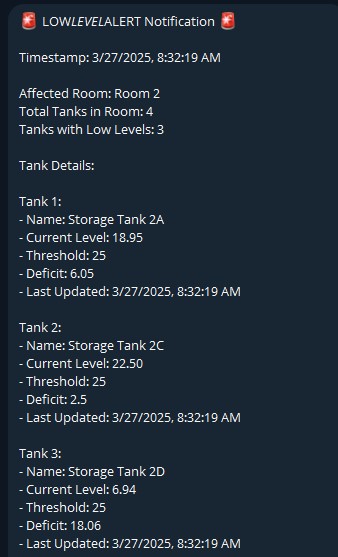 🚨 LOWLEVELALERT Notification 🚨
Timestamp: 3/27/2025, 8:32:19 AM
Affected Room: Room 2
Total Tanks in Room: 4
Tanks with Low Levels: 3
Tank Details:
Tank 1:
- Name: Storage Tank 2A
- Current Level: 18.95
- Threshold: 25
- Deficit: 6.05
- Last Updated: 3/27/2025, 8:32:19 AM
Tank 2:
- Name: Storage Tank 2C
- Current Level: 22.50
- Threshold: 25
- Deficit: 2.5
- Last Updated: 3/27/2025, 8:32:19 AM
Tank 3:
- Name: Storage Tank 2D
- Current Level: 6.94
- Threshold: 25
- Deficit: 18.06
- Last Updated: 3/27/2025, 8:32:19 AM